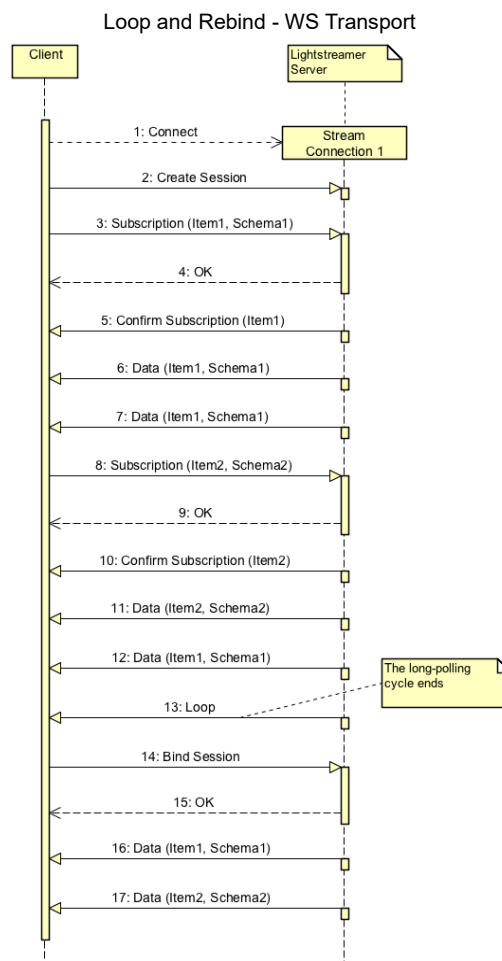 Loop and Rebind - WS Transport
Client
Lightstreamer
Server
1: Connect
Stream
Connection 1
2: Create Session
3: Subscription (Item1, Schema1)
4: OK
5: Confirm Subscription (Item1)
6: Data (Item1, Schema1)
7: Data (Item1, Schema1)
8: Subscription (Item2, Schema2)
9: OK
10: Confirm Subscription (Item2)
11: Data (Item2, Schema2)
12: Data (Item1, Schema1)
The long-polling
cycle ends
13: Loop
14: Bind Session
15: OK
16: Data (Item1, Schema1)
17: Data (Item2, Schema2)